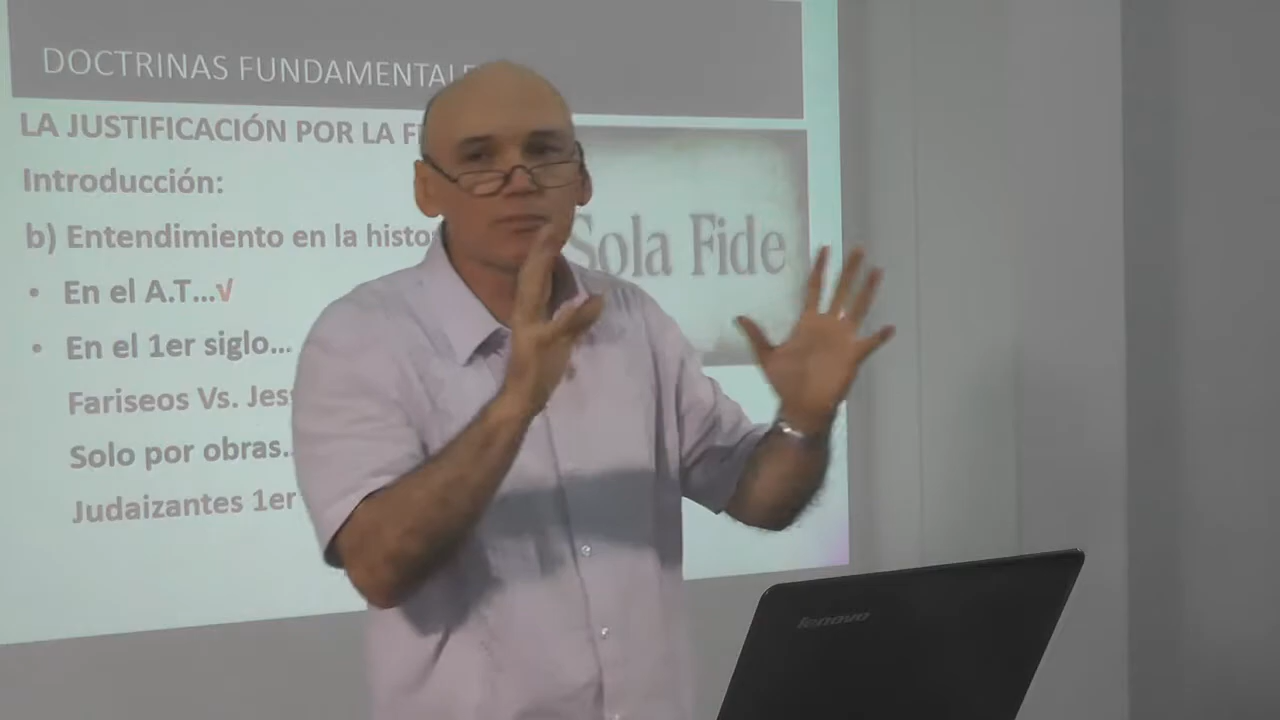 DOCTRINAS FUNDAMENTALE
LA JUSTIFICACIÓN POR LA F
Introducción:
b) Entendimiento en la histo
• En el A.T...√
• En el 1er siglo...
Fariseos Vs. Jes
Solo por obras..
Judaizantes 1er
Sola Fide
lenovo